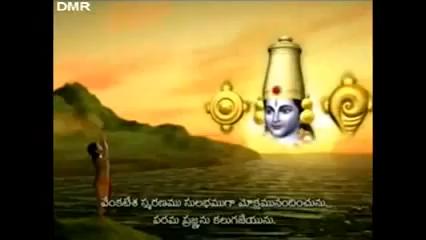 DMR
వేంకటేశ స్మరణము సులభముగా మోక్షమునందించును.
పరమ ప్రజ్ఞను కలుగజేయును.